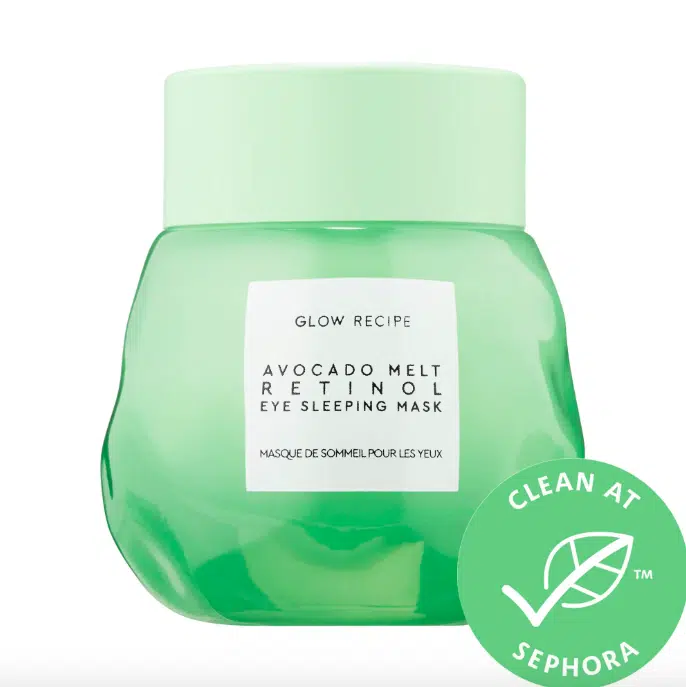 GLOW RECIPE
AVOCADO MELT
RETINOL
EYE SLEEPING MASK
MASQUE DE SOMMEIL POUR LES YEUX
CLEAN AT
TM
SEPHORA